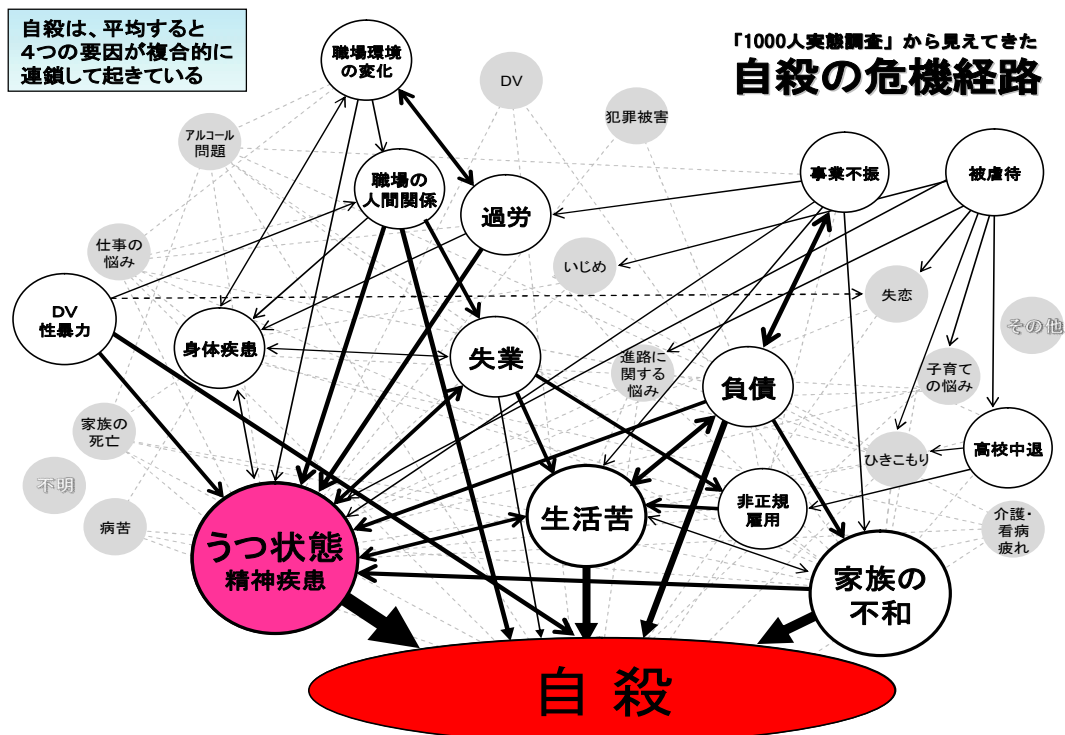 自殺は、平均すると
４つの要因が複合的に
連鎖して起きている
「1000人実態調査」から見えてきた
自殺の危機経路
職場環境
の変化
DV
犯罪被害
アルコール
問題
職場の
人間関係
過労
事業不振
被虐待
仕事の
悩み
いじめ
失恋
その他
DV
性暴力
身体疾患
失業
進路に
関する
悩み
負債
子育て
の悩み
家族の
死亡
ひきこもり
高校中退
不明
病苦
うつ状態
精神疾患
生活苦
非正規
雇用
介護・
看病
疲れ
家族の
不和
自 殺